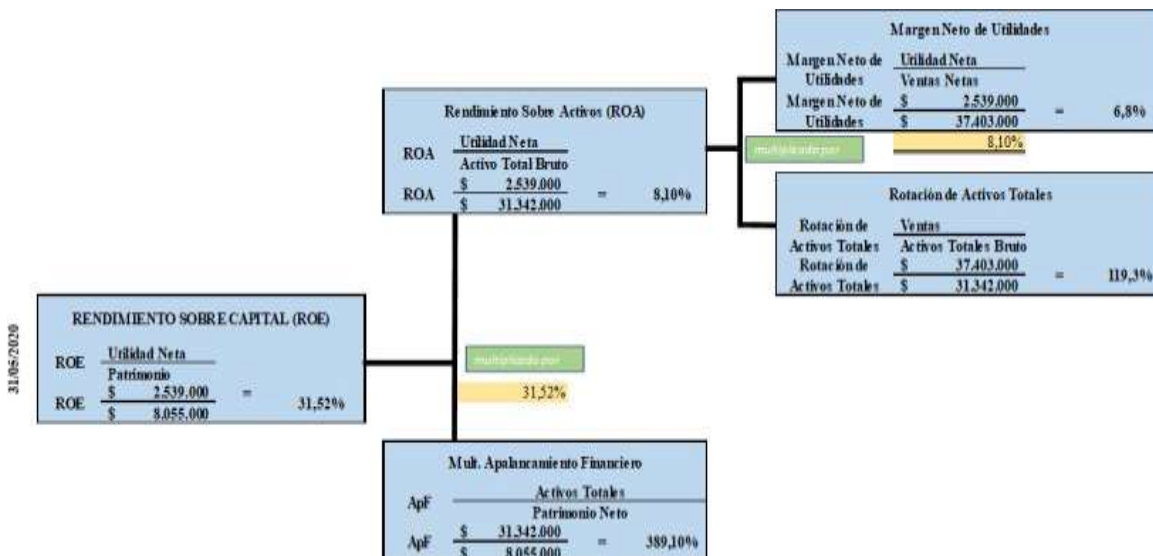 Margen Neto de Utilidades
Margen Neto de Utilidades
Utilidad Neta
Ventas Netas
Margen Neto de Utilidades
$ 2.539.000
$ 37.403.000
= 6,8%
8,10%
multiplicado por
Rendimiento Sobre Activos (ROA)
ROA
Utilidad Neta
Activo Total Bruto
ROA
$ 2.539.000
$ 31.342.000
= 8,10%
Rotación de Activos Totales
Rotación de Activos Totales
Ventas
Activos Totales Bruto
Rotación de Activos Totales
$ 37.403.000
$ 31.342.000
= 119,3%
31/05/2020
RENDIMIENTO SOBRE CAPITAL (ROE)
ROE
Utilidad Neta
Patrimonio
ROE
$ 2.539.000
$ 8.055.000
= 31,52%
multiplicado por
31,52%
Mult. Apalancamiento Financiero
ApF
Activos Totales
Patrimonio Neto
ApF
$ 31.342.000
$ 8.055.000
= 389,10%